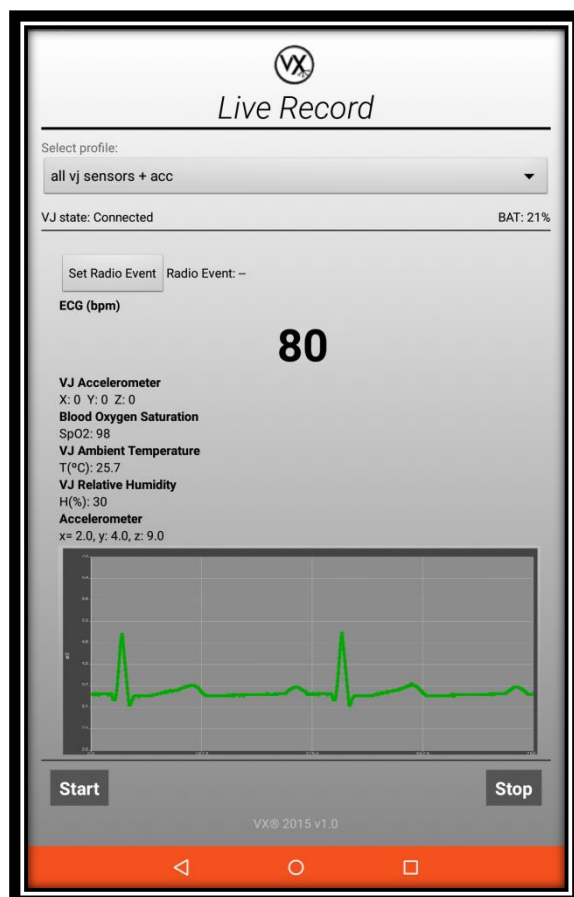 VX
Live Record
Select profile:
all vj sensors + acc
VJ state: Connected BAT: 21%
Set Radio Event Radio Event: --
ECG (bpm)
80
VJ Accelerometer
X: 0 Y: 0 Z: 0
Blood Oxygen Saturation
SpO2: 98
VJ Ambient Temperature
T(ºC): 25.7
VJ Relative Humidity
H(%): 30
Accelerometer
x= 2.0, y: 4.0, z: 9.0
mV
Start Stop
VX® 2015 v1.0